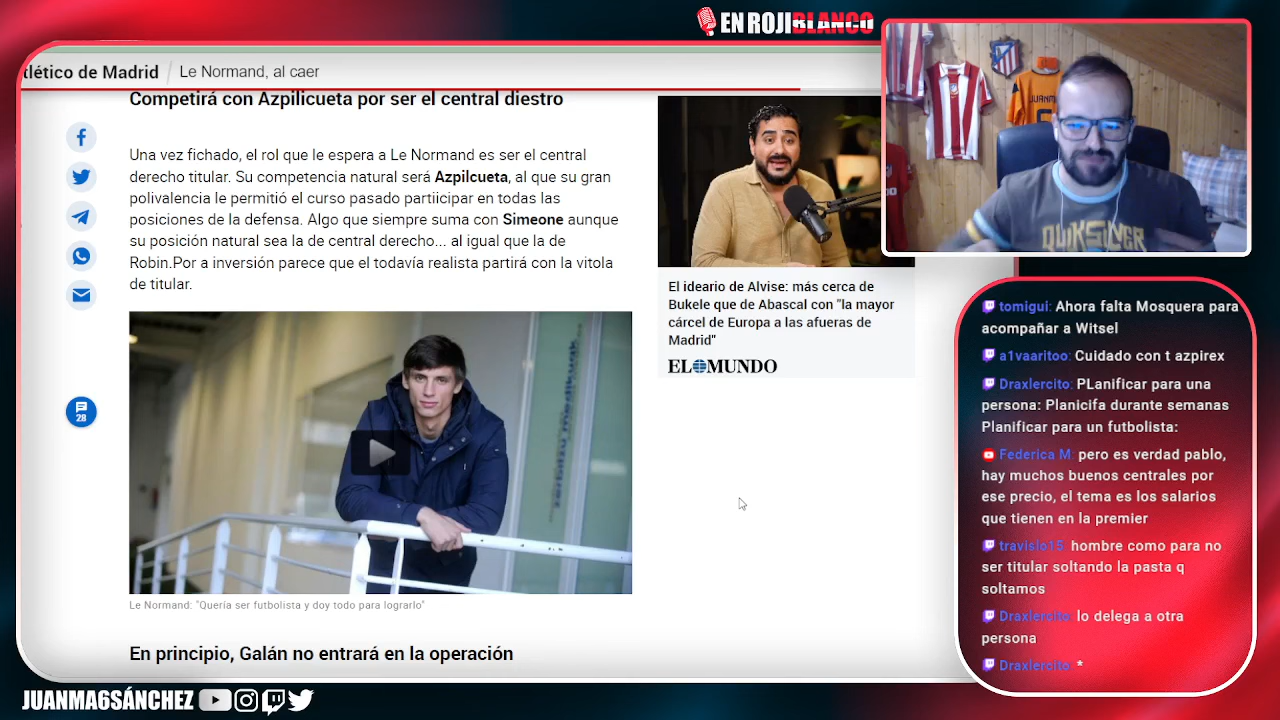 EN ROJIBLANCO
tlético de Madrid
Le Normand, al caer
Competirá con Azpilicueta por ser el central diestro
Una vez fichado, el rol que le espera a Le Normand es ser el central
derecho titular. Su competencia natural será Azpilcueta, al que su gran
polivalencia le permitió el curso pasado partiicipar en todas las
posiciones de la defensa. Algo que siempre suma con Simeone aunque
su posición natural sea la de central derecho... al igual que la de
Robin.Por a inversión parece que el todavía realista partirá con la vitola
de titular.
28
Le Normand: "Quería ser futbolista y doy todo para lograrlo"
En principio, Galán no entrará en la operación
El ideario de Alvise: más cerca de
Bukele que de Abascal con "la mayor
cárcel de Europa a las afueras de
Madrid"
EL MUNDO
JUANM
QUIKSILVER
tomigui: Ahora falta Mosquera para
acompañar a Witsel
a1vaaritoo: Cuidado con t azpirex
Draxlercito: PLanificar para una
persona: Planicifa durante semanas
Planificar para un futbolista:
Federica M: pero es verdad pablo,
hay muchos buenos centrales por
ese precio, el tema es los salarios
que tienen en la premier
travislo15: hombre como para no
ser titular soltando la pasta q
soltamos
Draxlercito: lo delega a otra
persona
Draxlercito: *
JUANMA6SÁNCHEZ